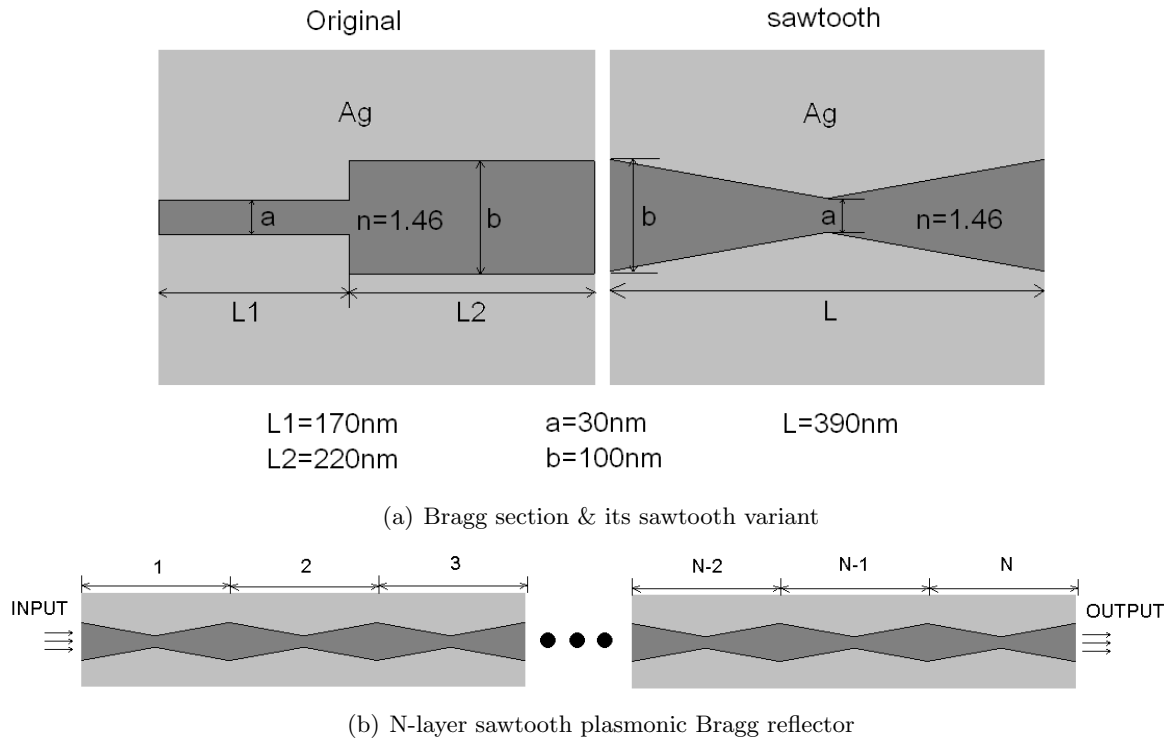 Original
sawtooth
Ag
Ag
a
n=1.46
b
b
a
n=1.46
L1
L2
L
L1=170nm
a=30nm
L=390nm
L2=220nm
b=100nm
(a) Bragg section & its sawtooth variant
1
2
3
N-2
N-1
N
INPUT
OUTPUT
(b) N-layer sawtooth plasmonic Bragg reflector